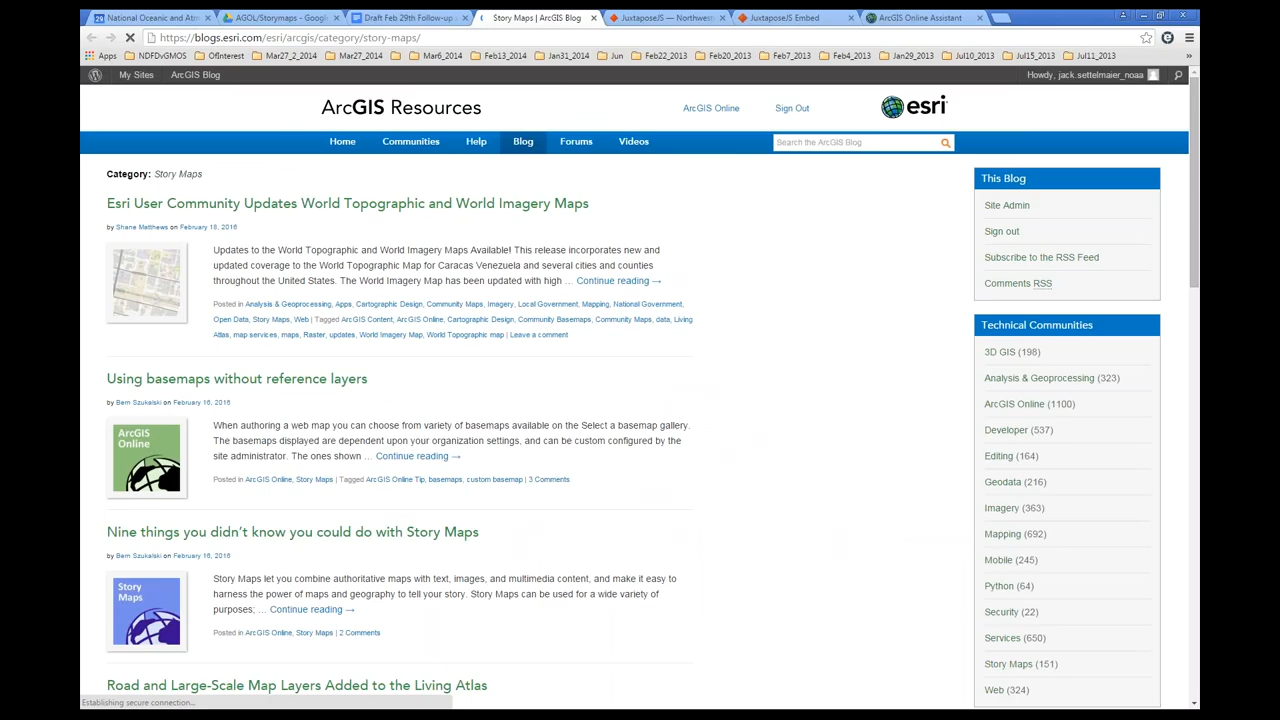 National Oceanic and Atm
AGOL/Storymaps - Googl
Draft Feb 29th Follow-up
Story Maps | ArcGIS Blog
JuxtaposeJS — Northwest
JuxtaposeJS Embed
ArcGIS Online Assistant
https://blogs.esri.com/esri/arcgis/category/story-maps/
Apps NDFDvGMOS OfInterest Mar27_2_2014 Mar27_2014 Mar6_2014 Feb13_2014 Jan31_2014 Jun Feb22_2013 Feb20_2013 Feb7_2013 Feb4_2013 Jan29_2013 Jul10_2013 Jul15_2013 Jul11_2013 »
My Sites ArcGIS Blog Howdy, jack.settelmaier_noaa
ArcGIS Resources ArcGIS Online Sign Out esri
Home Communities Help Blog Forums Videos Search the ArcGIS Blog
Category: Story Maps
Esri User Community Updates World Topographic and World Imagery Maps
by Shane Matthews on February 18, 2016
Updates to the World Topographic and World Imagery Maps Available! This release incorporates new and
updated coverage to the World Topographic Map for Caracas Venezuela and several cities and counties
throughout the United States. The World Imagery Map has been updated with high … Continue reading →
Posted in Analysis & Geoprocessing, Apps, Cartographic Design, Community Maps, Imagery, Local Government, Mapping, National Government,
Open Data, Story Maps, Web | Tagged ArcGIS Content, ArcGIS Online, Cartographic Design, Community Basemaps, Community Maps, data, Living
Atlas, map services, maps, Raster, updates, World Imagery Map, World Topographic map | Leave a comment
Using basemaps without reference layers
by Bern Szukalski on February 16, 2016
ArcGIS
Online
When authoring a web map you can choose from variety of basemaps available on the Select a basemap gallery.
The basemaps displayed are dependent upon your organization settings, and can be custom configured by the
site administrator. The ones shown … Continue reading →
Posted in ArcGIS Online, Story Maps | Tagged ArcGIS Online Tip, basemaps, custom basemap | 3 Comments
Nine things you didn't know you could do with Story Maps
by Bern Szukalski on February 16, 2016
Story
Maps
Story Maps let you combine authoritative maps with text, images, and multimedia content, and make it easy to
harness the power of maps and geography to tell your story. Story Maps can be used for a wide variety of
purposes; … Continue reading →
Posted in ArcGIS Online, Story Maps | 2 Comments
Road and Large-Scale Map Layers Added to the Living Atlas
Establishing secure connection...
This Blog
Site Admin
Sign out
Subscribe to the RSS Feed
Comments RSS
Technical Communities
3D GIS (198)
Analysis & Geoprocessing (323)
ArcGIS Online (1100)
Developer (537)
Editing (164)
Geodata (216)
Imagery (363)
Mapping (692)
Mobile (245)
Python (64)
Security (22)
Services (650)
Story Maps (151)
Web (324)